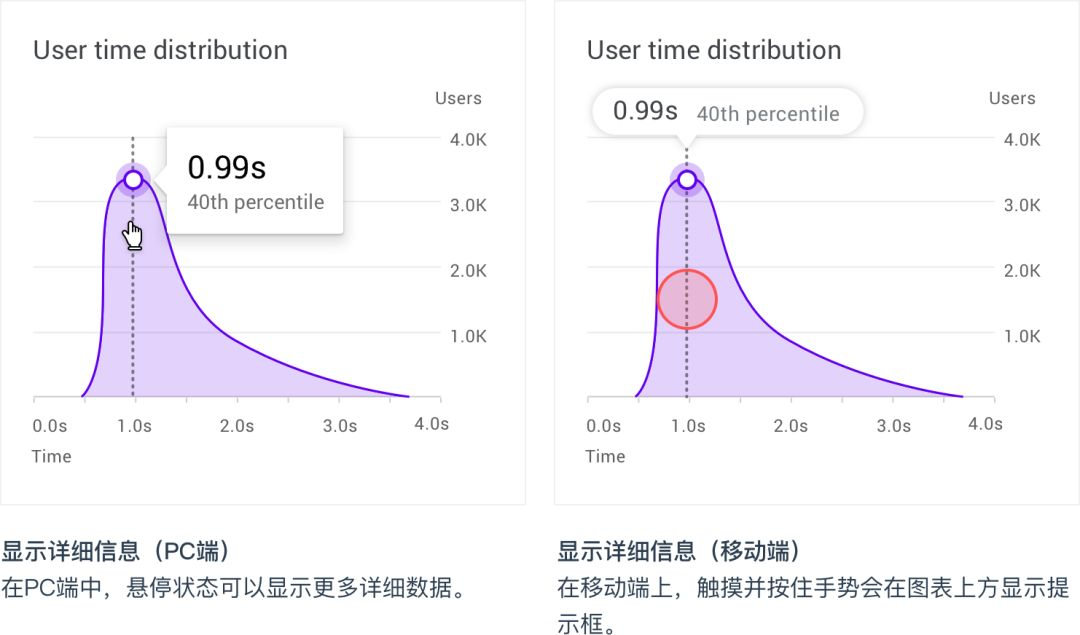 User time distribution
Users
0.99s
40th percentile
4.0K
3.0K
2.0K
1.0K
0.0s
1.0s
2.0s
3.0s
4.0s
Time
显示详细信息（PC端）
在PC端中，悬停状态可以显示更多详细数据。
User time distribution
Users
0.99s 40th percentile
4.0K
3.0K
2.0K
1.0K
0.0s
1.0s
2.0s
3.0s
4.0s
Time
显示详细信息（移动端）
在移动端上，触摸并按住手势会在图表上方显示提
示框。